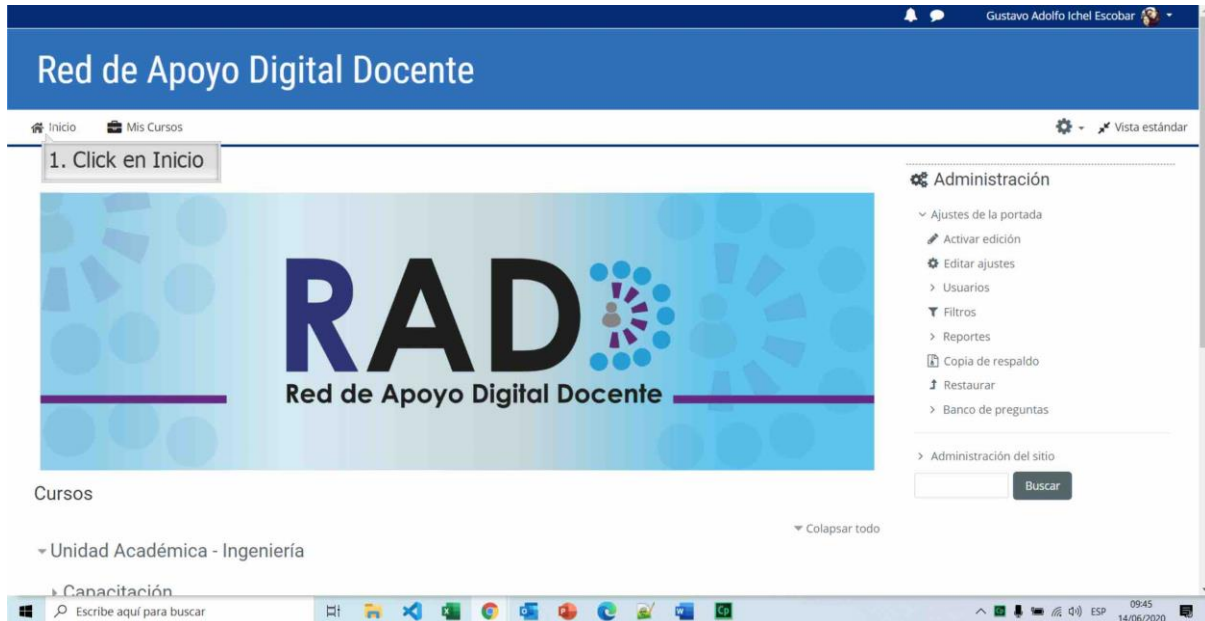 Gustavo Adolfo Ichel Escobar
Red de Apoyo Digital Docente
Inicio
Mis Cursos
Vista estándar
1. Click en Inicio
RADD
Red de Apoyo Digital Docente
Administración
Ajustes de la portada
Activar edición
Editar ajustes
Usuarios
Filtros
Reportes
Copia de respaldo
Restaurar
Banco de preguntas
Administración del sitio
Buscar
Cursos
Colapsar todo
Unidad Académica - Ingeniería
Capacitación
Escribe aquí para buscar
ESP
09:45
14/06/2020